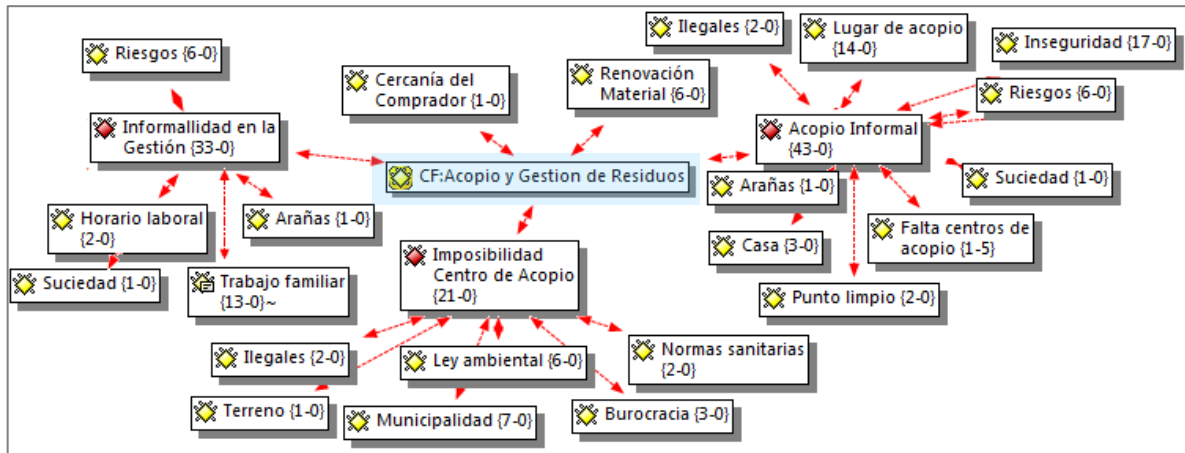 Riesgos {6-0}
Informallidad en la
Gestión {33-0}
Horario laboral
{2-0}
Arañas {1-0}
Suciedad {1-0}
Trabajo familiar
{13-0}~
Cercanía del
Comprador {1-0}
Renovación
Material {6-0}
CF:Acopio y Gestion de Residuos
Imposibilidad
Centro de Acopio
{21-0}
Ilegales {2-0}
Ley ambiental {6-0}
Normas sanitarias
{2-0}
Terreno {1-0}
Municipalidad {7-0}
Burocracia {3-0}
Ilegales {2-0}
Lugar de acopio
{14-0}
Inseguridad {17-0}
Riesgos {6-0}
Acopio Informal
{43-0}
Arañas {1-0}
Suciedad {1-0}
Casa {3-0}
Falta centros de
acopio {1-5}
Punto limpio {2-0}